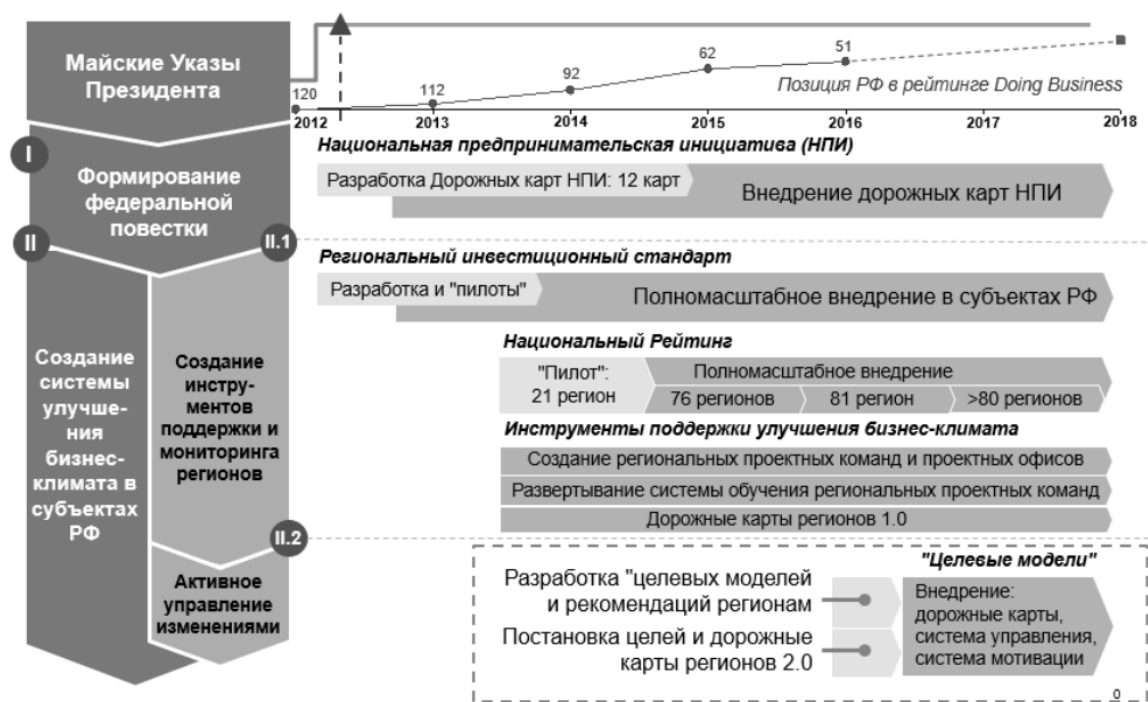 Майские Указы
Президента
120
112
92
62
51
Позиция РФ в рейтинге Doing Business
2012
2013
2014
2015
2016
2017
2018
I
Формирование
федеральной
повестки
Национальная предпринимательская инициатива (НПИ)
Разработка Дорожных карт НПИ: 12 карт
Внедрение дорожных карт НПИ
II
II.1
Региональный инвестиционный стандарт
Разработка и "пилоты"
Полномасштабное внедрение в субъектах РФ
Создание
системы
улучше-
ния
бизнес-
климата в
субъектах
РФ
Создание
инстру-
ментов
поддержки и
мониторинга
регионов
Национальный Рейтинг
"Пилот":
21 регион
Полномасштабное внедрение
76 регионов
81 регион
>80 регионов
Инструменты поддержки улучшения бизнес-климата
Создание региональных проектных команд и проектных офисов
Развертывание системы обучения региональных проектных команд
Дорожные карты регионов 1.0
II.2
Активное
управление
изменениями
"Целевые модели"
Разработка "целевых моделей
и рекомендаций регионам
Постановка целей и дорожные
карты регионов 2.0
Внедрение:
дорожные карты,
система управления,
система мотивации
0